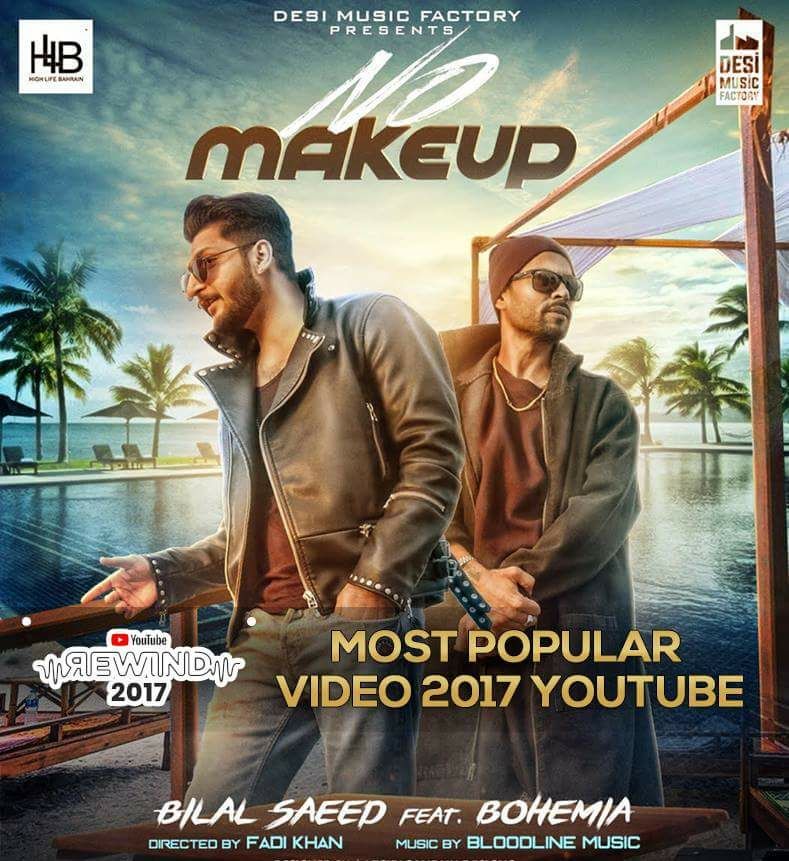 DESI MUSIC FACTORY
PRESENTS
H4B
HIGH LIFE BAHRAIN
DESi
MUSIC
FACTORY
NO
MAKEUP
YouTube
REWIND
2017
MOST POPULAR
VIDEO 2017 YOUTUBE
BILAL SAEED FEAT. BOHEMIA
DIRECTED BY FADI KHAN MUSIC BY BLOODLINE MUSIC